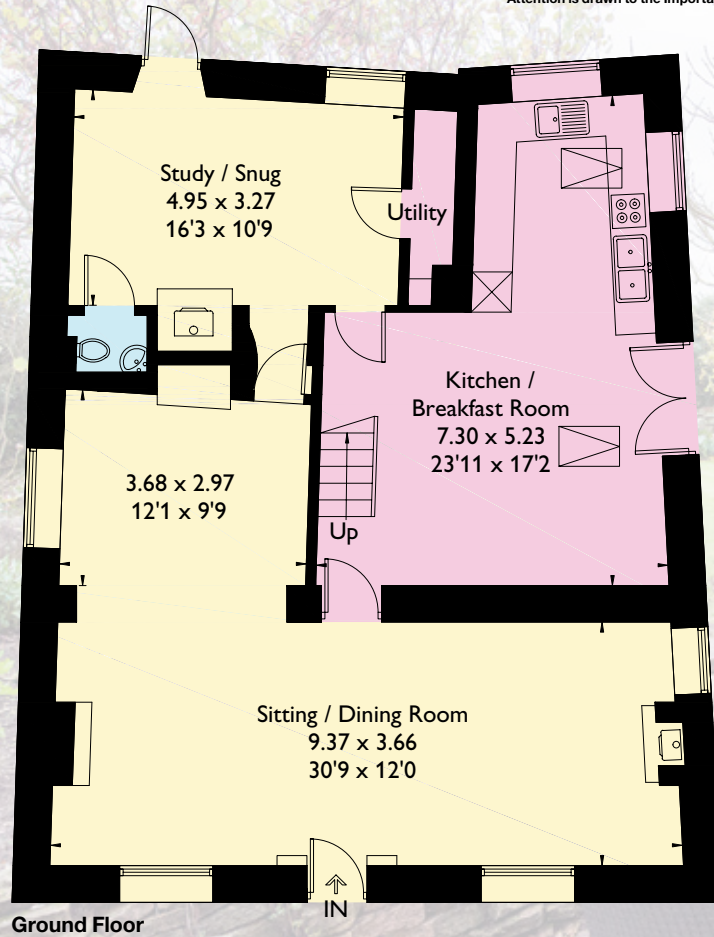 Attention is drawn to the importa
Study / Snug
4.95 x 3.27
16'3 x 10'9
Utility
Kitchen /
Breakfast Room
7.30 x 5.23
23'11 x 17'2
3.68 x 2.97
12'1 x 9'9
Up
Sitting / Dining Room
9.37 x 3.66
30'9 x 12'0
IN
Ground Floor